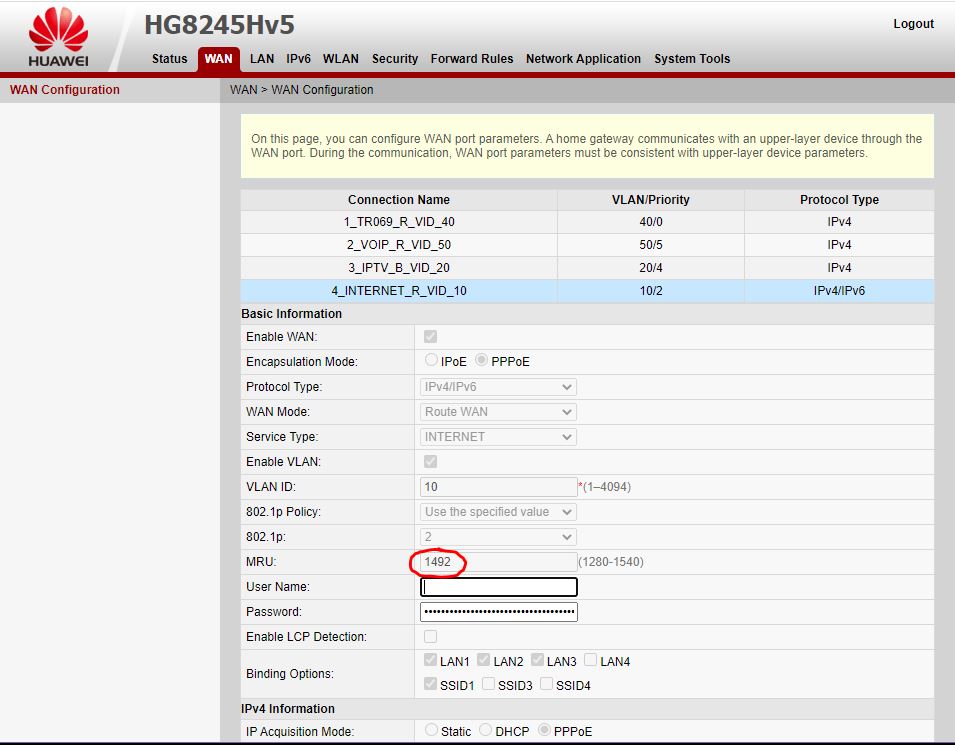 HG8245Hv5
Logout
HUAWEI
Status WAN LAN IPv6 WLAN Security Forward Rules Network Application System Tools
WAN Configuration
WAN > WAN Configuration
On this page, you can configure WAN port parameters. A home gateway communicates with an upper-layer device through the
WAN port. During the communication, WAN port parameters must be consistent with upper-layer device parameters.
Connection Name VLAN/Priority Protocol Type
1_TR069_R_VID_40 40/0 IPv4
2_VOIP_R_VID_50 50/5 IPv4
3_IPTV_B_VID_20 20/4 IPv4
4_INTERNET_R_VID_10 10/2 IPv4/IPv6
Basic Information
Enable WAN:
Encapsulation Mode: IPoE PPPoE
Protocol Type: IPv4/IPv6
WAN Mode: Route WAN
Service Type: INTERNET
Enable VLAN:
VLAN ID: 10 *(1–4094)
802.1p Policy: Use the specified value
802.1p: 2
MRU: 1492 (1280-1540)
User Name:
Password: •••••••••••••••••••••••••••••••••••
Enable LCP Detection:
Binding Options: LAN1 LAN2 LAN3 LAN4
SSID1 SSID3 SSID4
IPv4 Information
IP Acquisition Mode: Static DHCP PPPoE